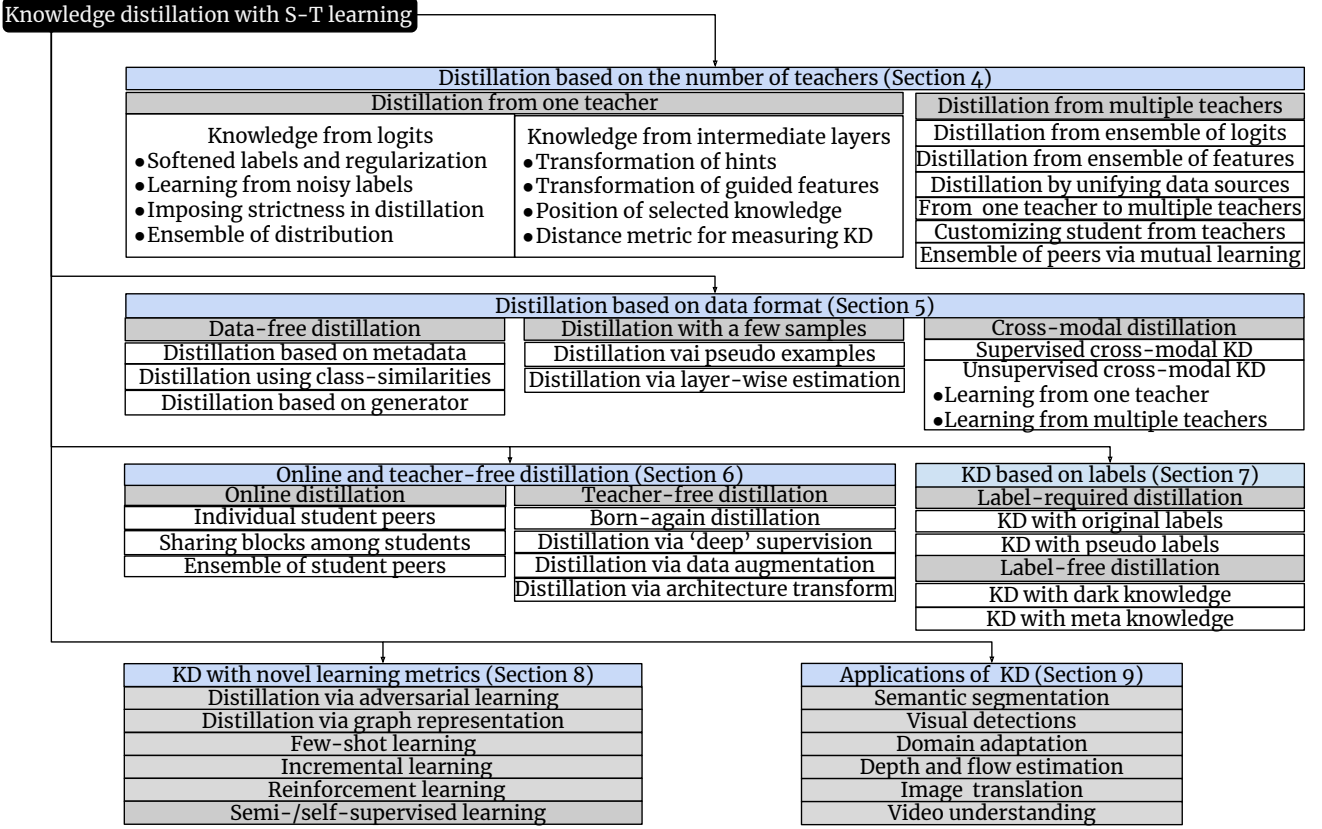 Knowledge distillation with S-T learning
Distillation based on the number of teachers (Section 4)
Distillation from one teacher
Knowledge from logits
●Softened labels and regularization
●Learning from noisy labels
●Imposing strictness in distillation
●Ensemble of distribution
Knowledge from intermediate layers
●Transformation of hints
●Transformation of guided features
●Position of selected knowledge
●Distance metric for measuring KD
Distillation from multiple teachers
Distillation from ensemble of logits
Distillation from ensemble of features
Distillation by unifying data sources
From one teacher to multiple teachers
Customizing student from teachers
Ensemble of peers via mutual learning
Distillation based on data format (Section 5)
Data-free distillation
Distillation based on metadata
Distillation using class-similarities
Distillation based on generator
Distillation with a few samples
Distillation vai pseudo examples
Distillation via layer-wise estimation
Cross-modal distillation
Supervised cross-modal KD
Unsupervised cross-modal KD
●Learning from one teacher
●Learning from multiple teachers
Online and teacher-free distillation (Section 6)
Online distillation
Individual student peers
Sharing blocks among students
Ensemble of student peers
Teacher-free distillation
Born-again distillation
Distillation via ‘deep’ supervision
Distillation via data augmentation
Distillation via architecture transform
KD based on labels (Section 7)
Label-required distillation
KD with original labels
KD with pseudo labels
Label-free distillation
KD with dark knowledge
KD with meta knowledge
KD with novel learning metrics (Section 8)
Distillation via adversarial learning
Distillation via graph representation
Few-shot learning
Incremental learning
Reinforcement learning
Semi-/self-supervised learning
Applications of KD (Section 9)
Semantic segmentation
Visual detections
Domain adaptation
Depth and flow estimation
Image translation
Video understanding